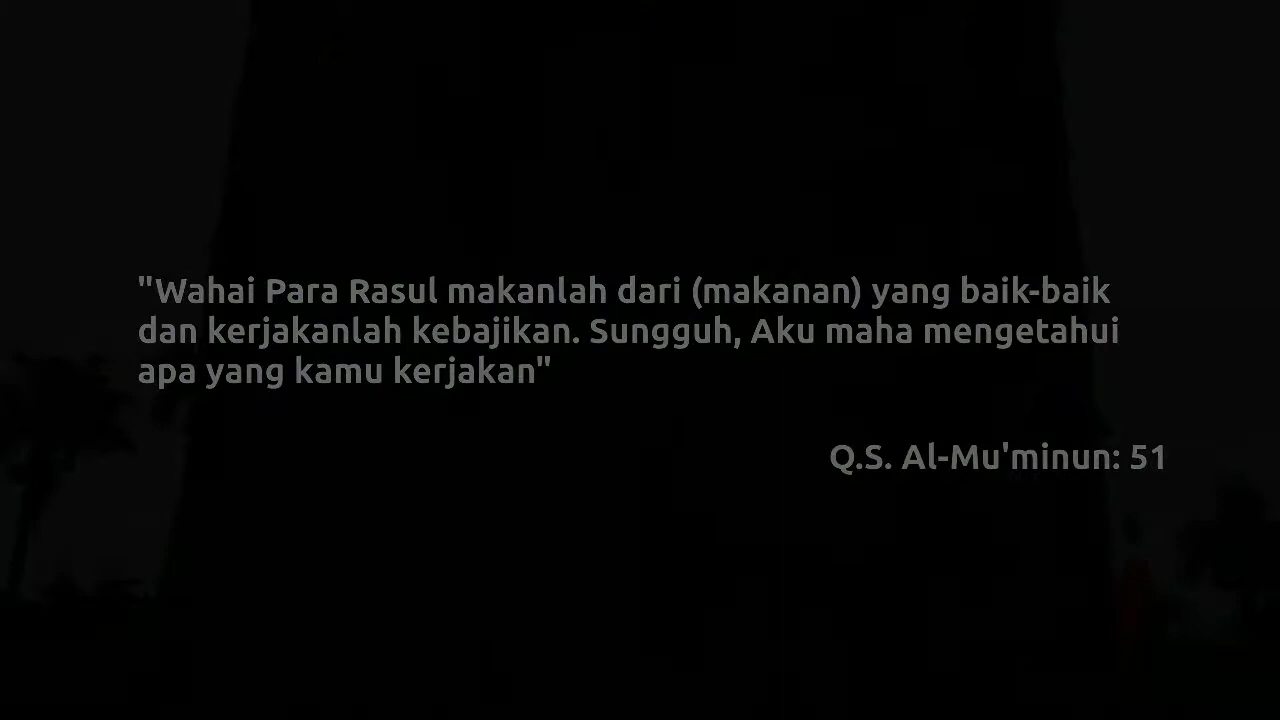 "Wahai Para Rasul makanlah dari (makanan) yang baik-baik
dan kerjakanlah kebajikan. Sungguh, Aku maha mengetahui
apa yang kamu kerjakan"
Q.S. Al-Mu'minun: 51